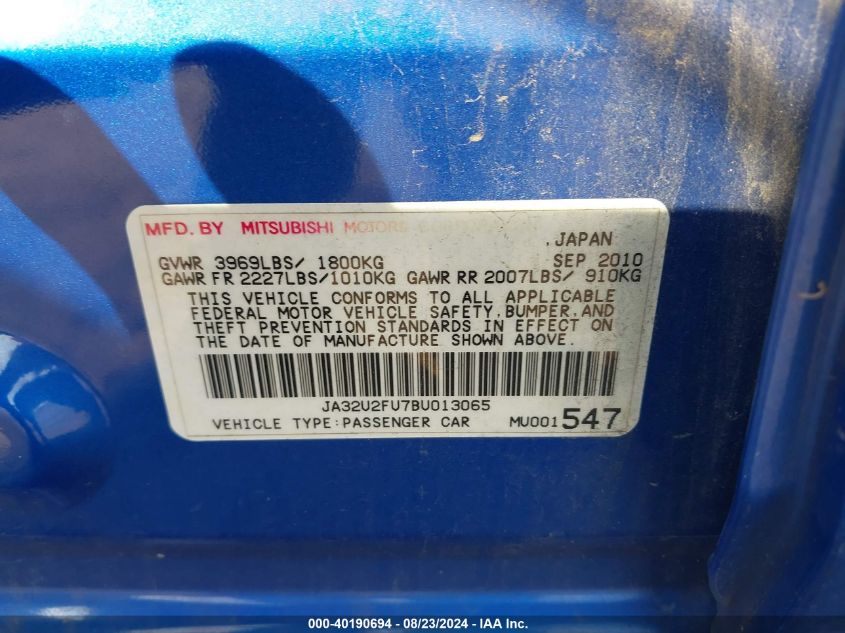 MFD. BY MITSUBISHI MOTORS
, JAPAN
GVWR 3969LBS/ 1800KG SEP 2010
GAWR FR 2227LBS/1010KG GAWR RR 2007LBS/ 910KG
THIS VEHICLE CONFORMS TO ALL APPLICABLE
FEDERAL MOTOR VEHICLE SAFETY, BUMPER, AND
THEFT PREVENTION STANDARDS IN EFFECT ON
THE DATE OF MANUFACTURE SHOWN ABOVE.
JA32U2FU7BU013065
VEHICLE TYPE:PASSENGER CAR MU001547
000-40190694 - 08/23/2024 - IAA Inc.